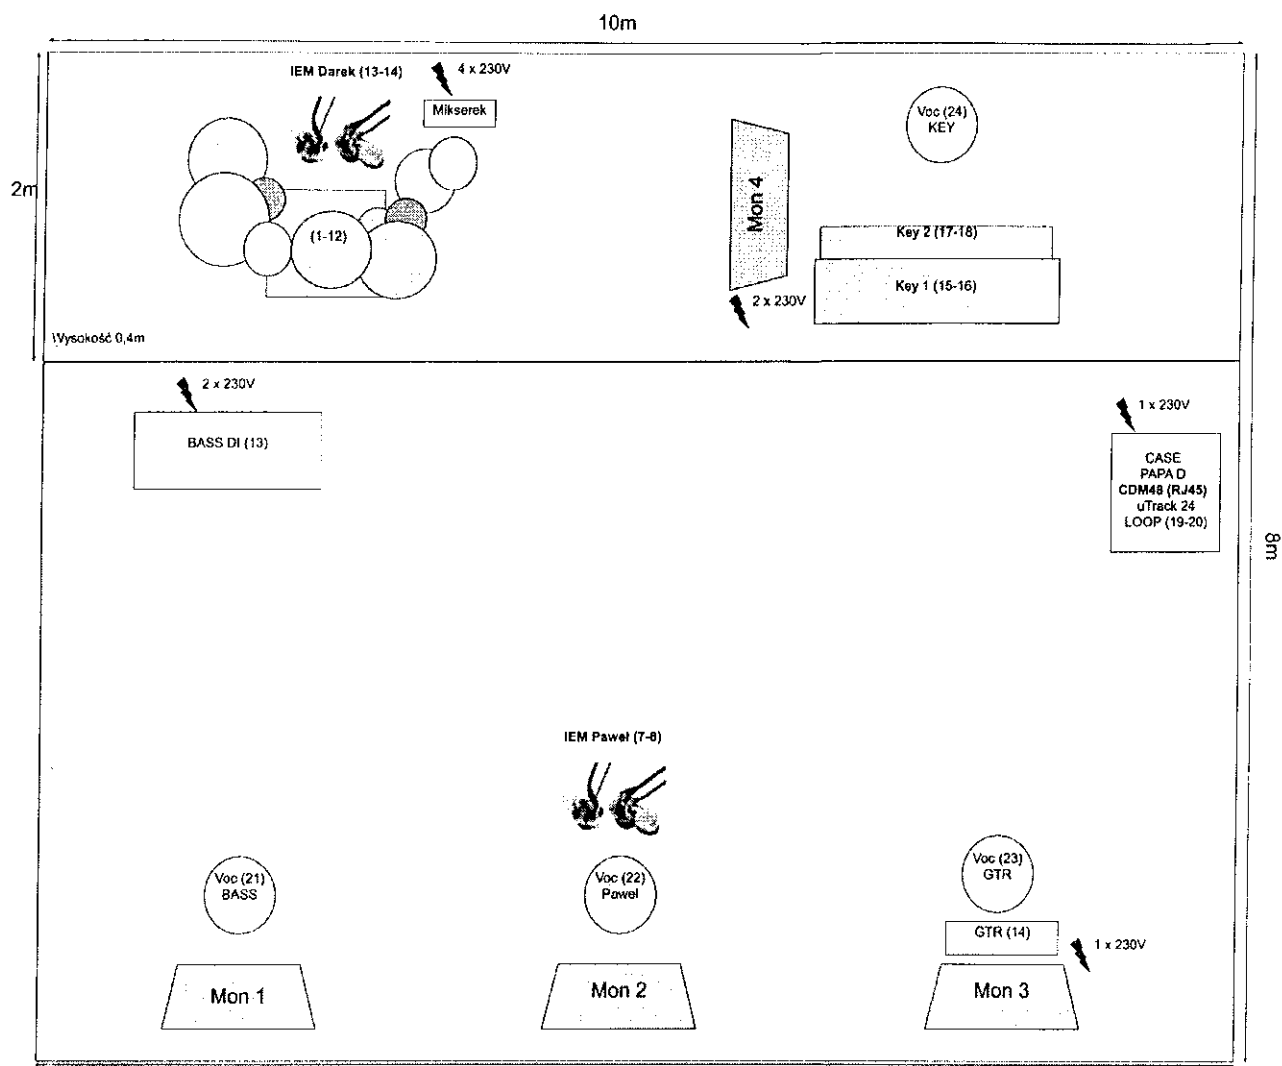 10m
IEM Darek (13-14)
4 x 230V
Mikserek
Voc (24)
KEY
2m
Mon 4
(1-12)
Key 2 (17-18)
Key 1 (15-16)
2 x 230V
Wysokość 0,4m
2 x 230V
BASS DI (13)
1 x 230V
CASE
PAPA D
CDM48 (RJ45)
uTrack 24
LOOP (19-20)
8m
IEM Paweł (7-8)
Voc (21)
BASS
Voc (22)
Paweł
Voc (23)
GTR
GTR (14)
1 x 230V
Mon 1
Mon 2
Mon 3